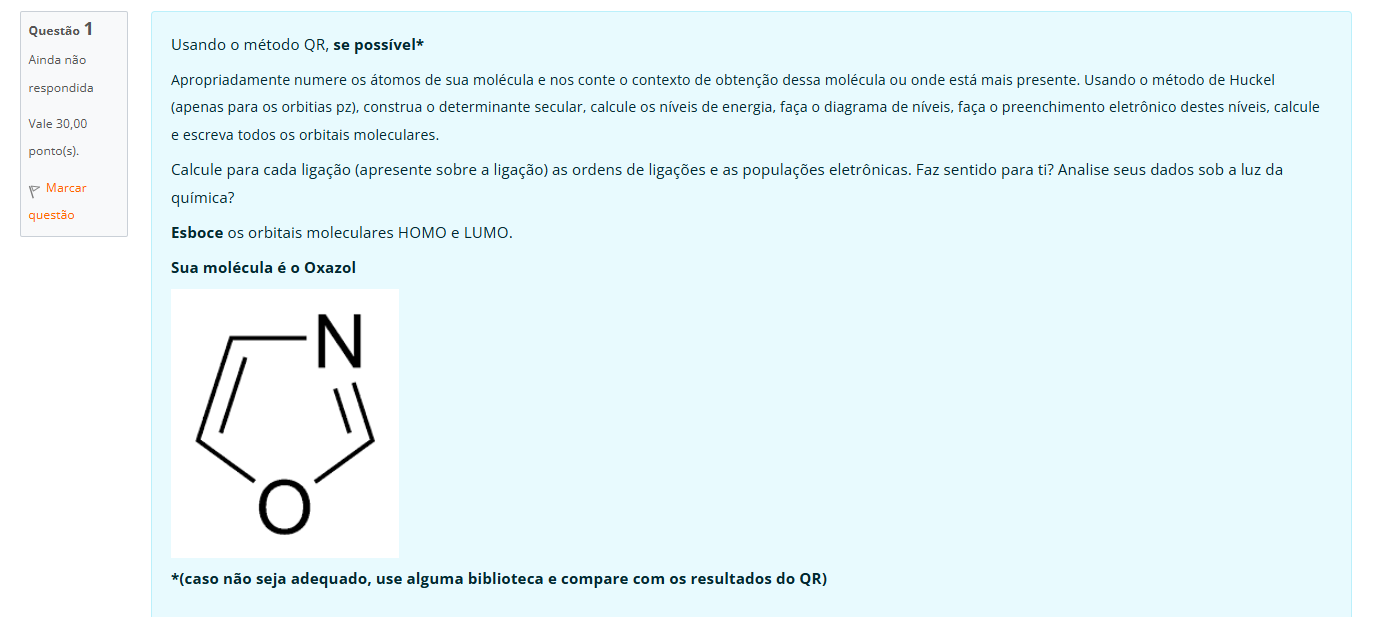 Questão 1
Ainda não
respondida
Vale 30,00
ponto(s).
Marcar
questão
Usando o método QR, se possível*
Apropriadamente numere os átomos de sua molécula e nos conte o contexto de obtenção dessa molécula ou onde está mais presente. Usando o método de Huckel
(apenas para os orbitias pz), construa o determinante secular, calcule os níveis de energia, faça o diagrama de níveis, faça o preenchimento eletrônico destes níveis, calcule
e escreva todos os orbitais moleculares.
Calcule para cada ligação (apresente sobre a ligação) as ordens de ligações e as populações eletrônicas. Faz sentido para ti? Analise seus dados sob a luz da
química?
Esboce os orbitais moleculares HOMO e LUMO.
Sua molécula é o Oxazol
N
O
*(caso não seja adequado, use alguma biblioteca e compare com os resultados do QR)